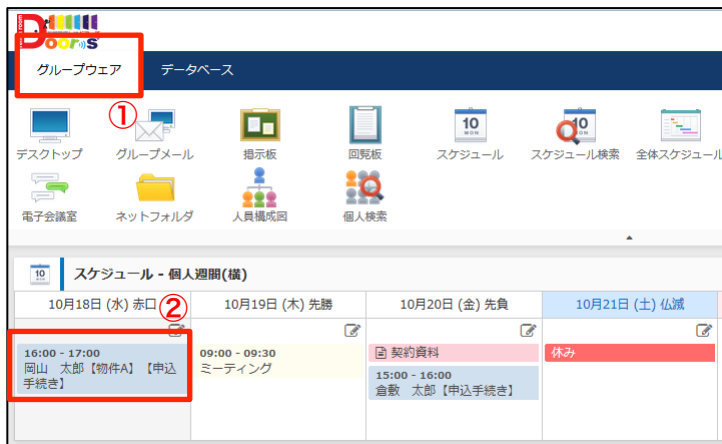 Doors
グループウェア データベース
①
デスクトップ グループメール 掲示板 回覧板 スケジュール スケジュール検索 全体スケジュール
電子会議室 ネットフォルダ 人員構成図 個人検索
スケジュール - 個人週間(横)
10月18日 (水) 赤口 ② 10月19日 (木) 先勝 10月20日 (金) 先負 10月21日 (土) 仏滅
16:00 - 17:00
岡山 太郎【物件A】【申込
手続き】
09:00 - 09:30
ミーティング
契約資料
15:00 - 16:00
倉敷 太郎【申込手続き】
休み